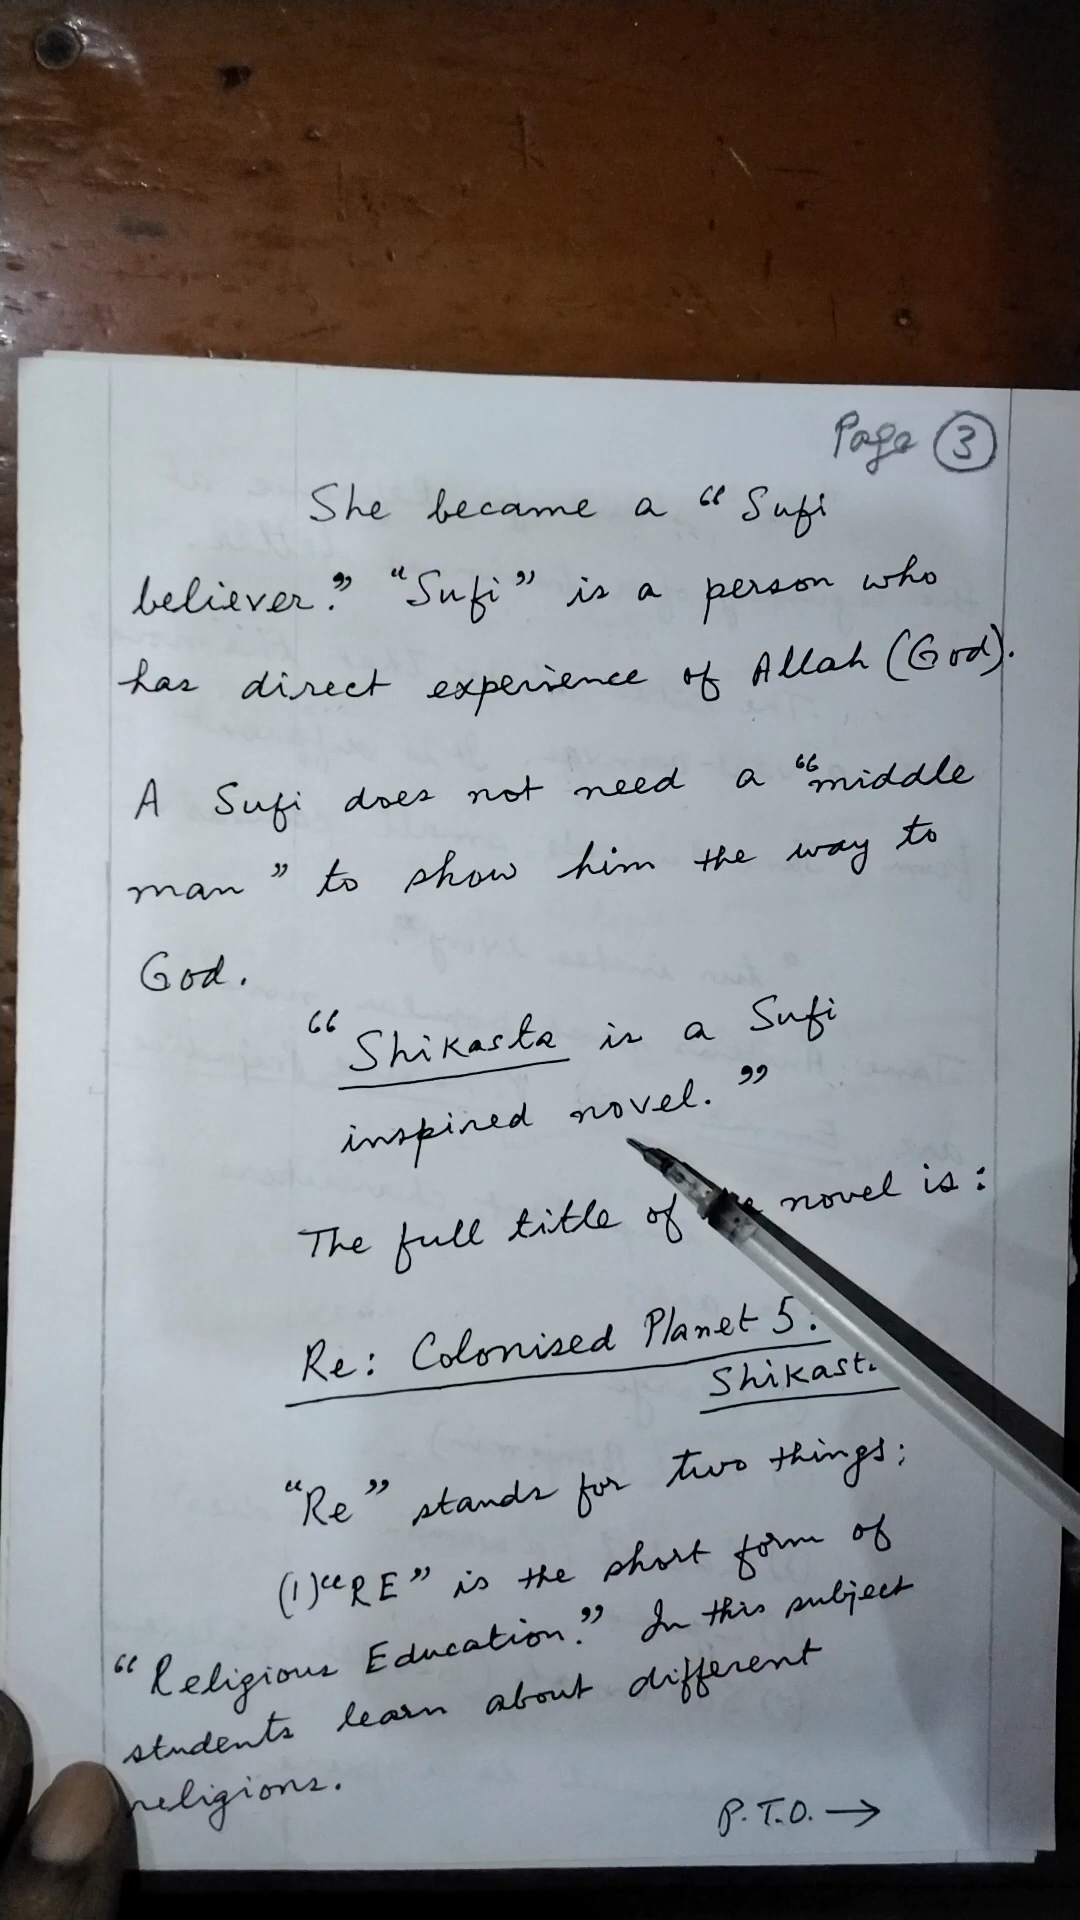 Page 3
She became a "Sufi
believer." "Sufi" is a person who
has direct experience of Allah (God).
A Sufi does not need a "middle
man" to show him the way to
God.
"Shikasta is a Sufi
inspired novel."
The full title of novel is:
Re: Colonised Planet 5:
Shikast
"Re" stands for two things;
(1) "RE" is the short form of
"Religious Education." In this subject
students learn about different
religions.
P.T.O. →